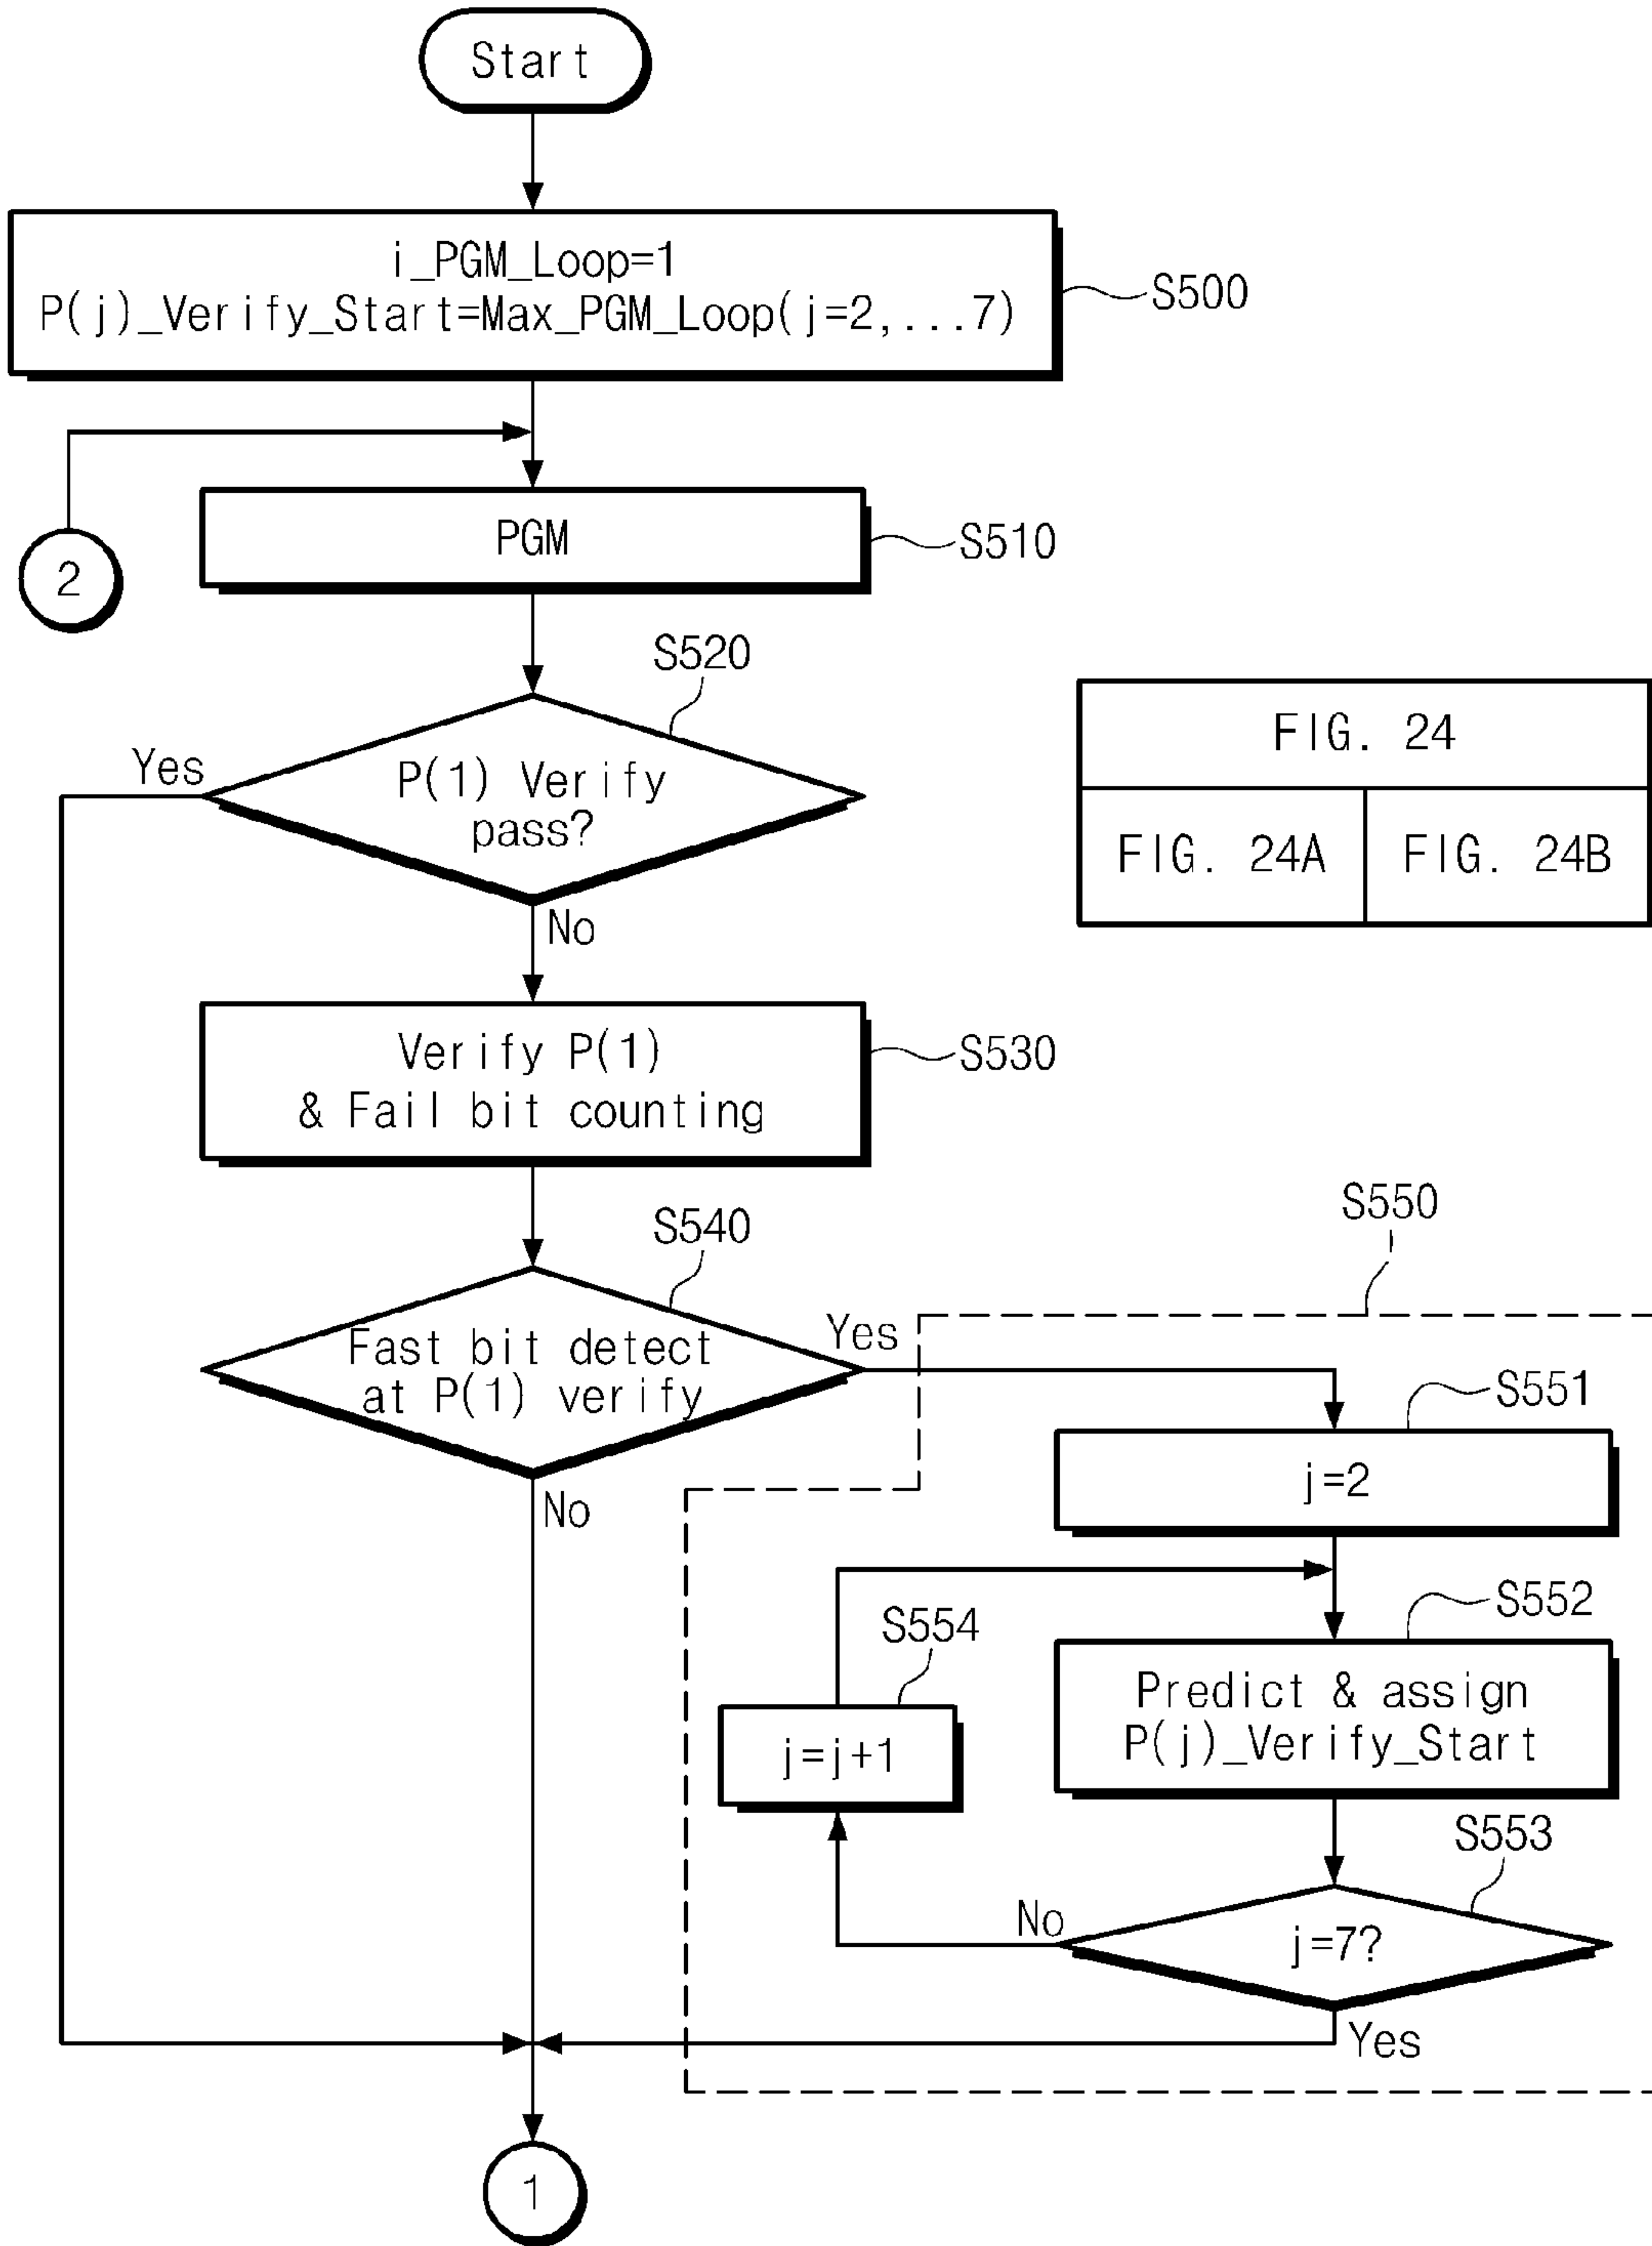 Start
i_PGM_Loop=1
P(j)_Verify_Start=Max_PGM_Loop(j=2,...7)
S500
2
PGM
S510
S520
Yes
P(1) Verify
pass?
No
FIG. 24
FIG. 24A
FIG. 24B
Verify P(1)
& Fail bit counting
S530
S540
Fast bit detect
at P(1) verify
Yes
No
S550
S551
j=2
S552
Predict & assign
P(j)_Verify_Start
S554
j=j+1
S553
j=7?
No
Yes
1